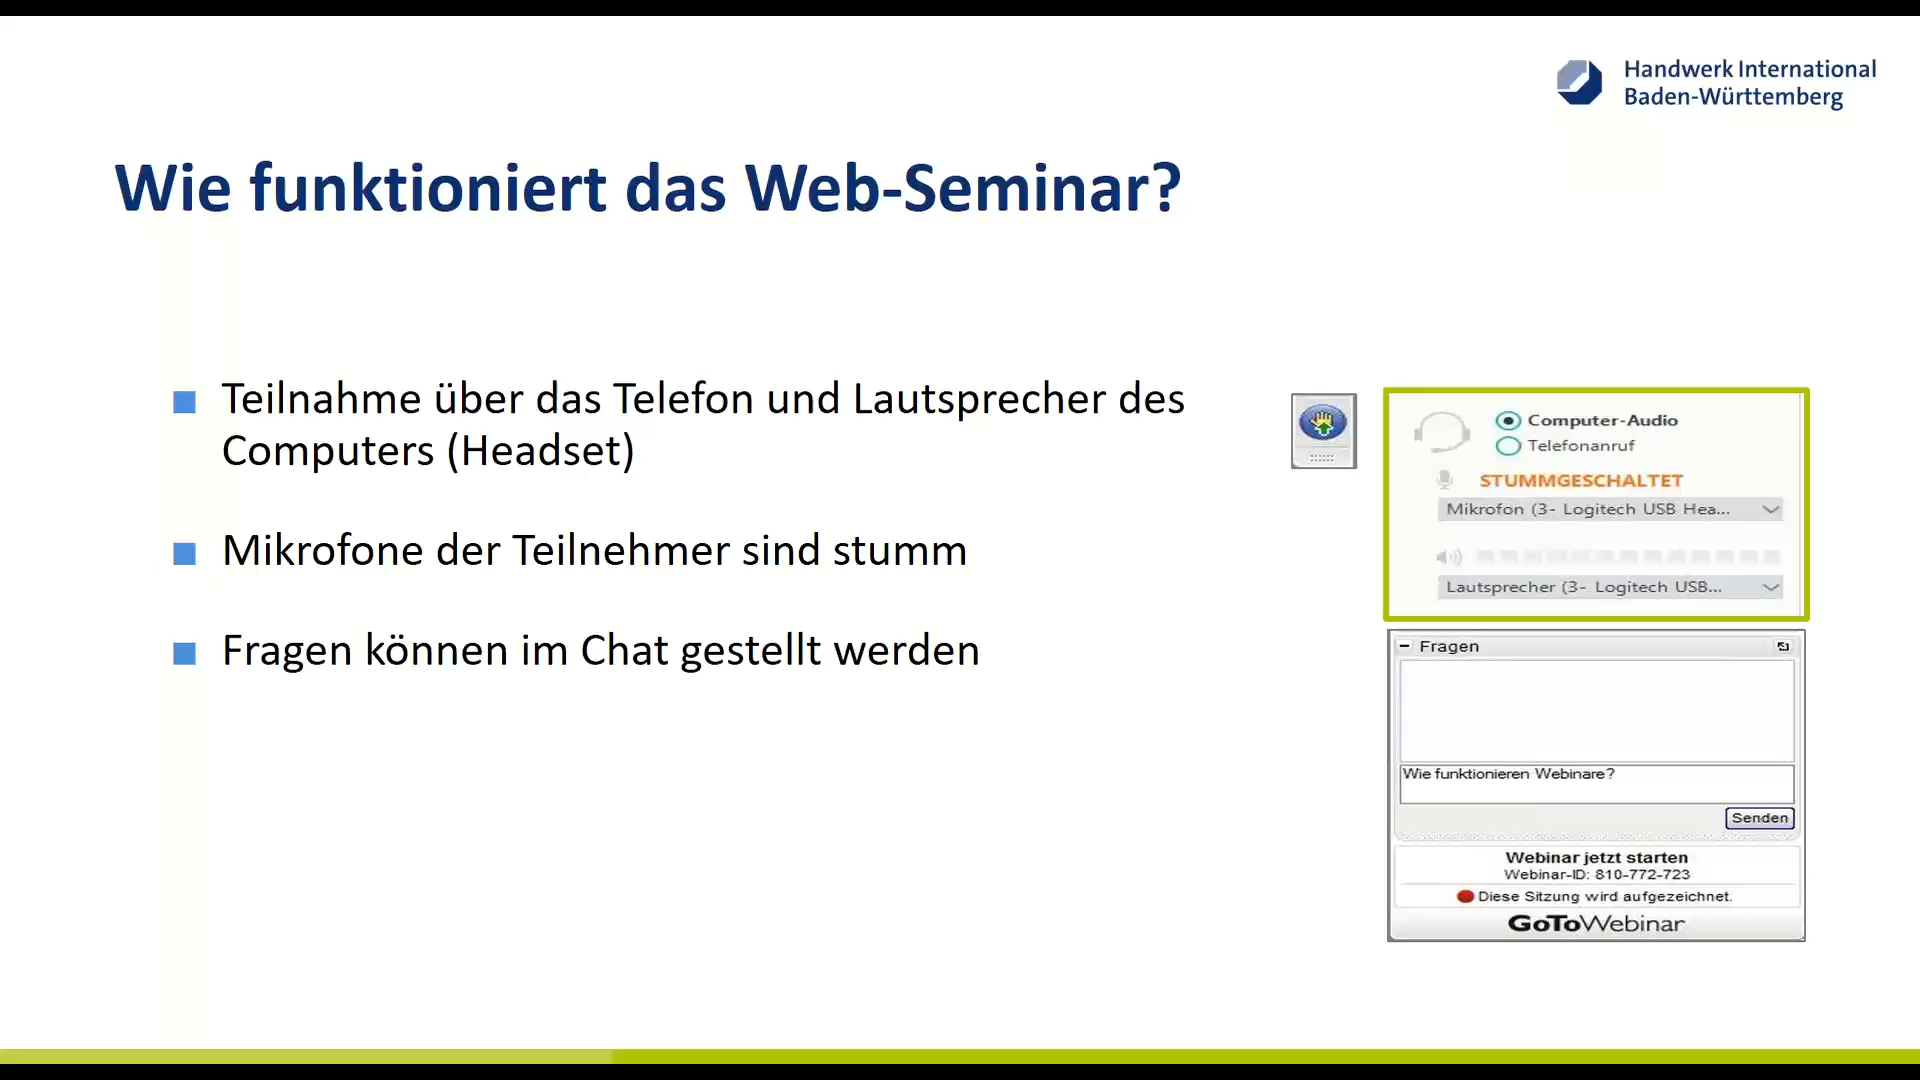 Handwerk International
Baden-Württemberg
Wie funktioniert das Web-Seminar?
Teilnahme über das Telefon und Lautsprecher des
Computers (Headset)
Mikrofone der Teilnehmer sind stumm
Fragen können im Chat gestellt werden
Computer-Audio
Telefonanruf
STUMMGESCHALTET
Mikrofon (3- Logitech USB Hea...
Lautsprecher (3- Logitech USB...
Fragen
Wie funktionieren Webinare?
Senden
Webinar jetzt starten
Webinar-ID: 810-772-723
Diese Sitzung wird aufgezeichnet.
GoToWebinar